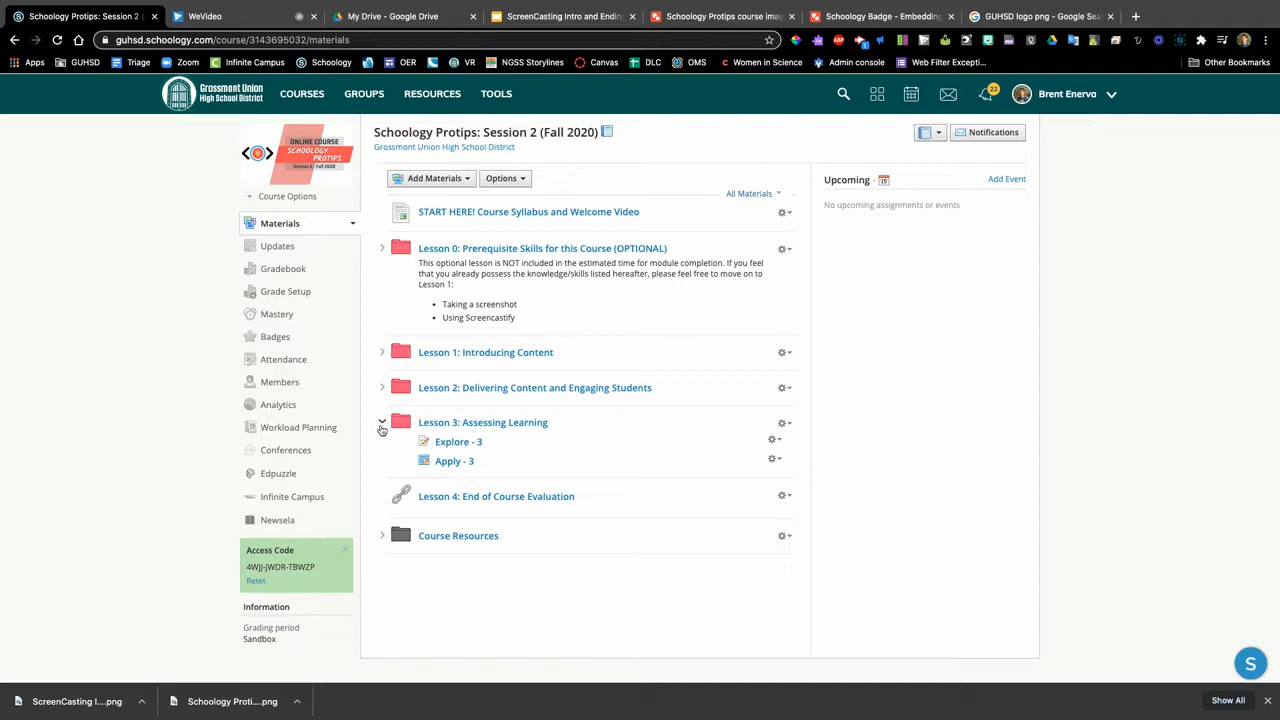 Schoology Protips: Session 2 (
WeVideo
My Drive - Google Drive
ScreenCasting Intro and Ending
Schoology Protips course imag
Schoology Badge - Embedding
GUHSD logo png - Google Sea
guhsd.schoology.com/course/3143695032/materials
Apps
GUHSD
Triage
Zoom
Infinite Campus
Schoology
OER
VR
NGSS Storylines
Canvas
DLC
OMS
Women in Science
Admin console
Web Filter Excepti...
Other Bookmarks
Grossmont Union
High School District
COURSES
GROUPS
RESOURCES
TOOLS
22
Brent Enerva
ONLINE COURSE
SCHOOLOGY
PROTIPS
Session 2 - Fall 2020
Course Options
Materials
Updates
Gradebook
Grade Setup
Mastery
Badges
Attendance
Members
Analytics
Workload Planning
Conferences
Edpuzzle
Infinite Campus
Newsela
Access Code
4WJJ-JWDR-TBWZP
Reset
Information
Grading period
Sandbox
Schoology Protips: Session 2 (Fall 2020)
Grossmont Union High School District
Notifications
Add Materials
Options
All Materials
START HERE! Course Syllabus and Welcome Video
Lesson 0: Prerequisite Skills for this Course (OPTIONAL)
This optional lesson is NOT included in the estimated time for module completion. If you feel
that you already possess the knowledge/skills listed hereafter, please feel free to move on to
Lesson 1:
• Taking a screenshot
• Using Screencastify
Lesson 1: Introducing Content
Lesson 2: Delivering Content and Engaging Students
Lesson 3: Assessing Learning
Explore - 3
Apply - 3
Lesson 4: End of Course Evaluation
Course Resources
Upcoming
Add Event
No upcoming assignments or events
S
ScreenCasting I....png
Schoology Proti....png
Show All